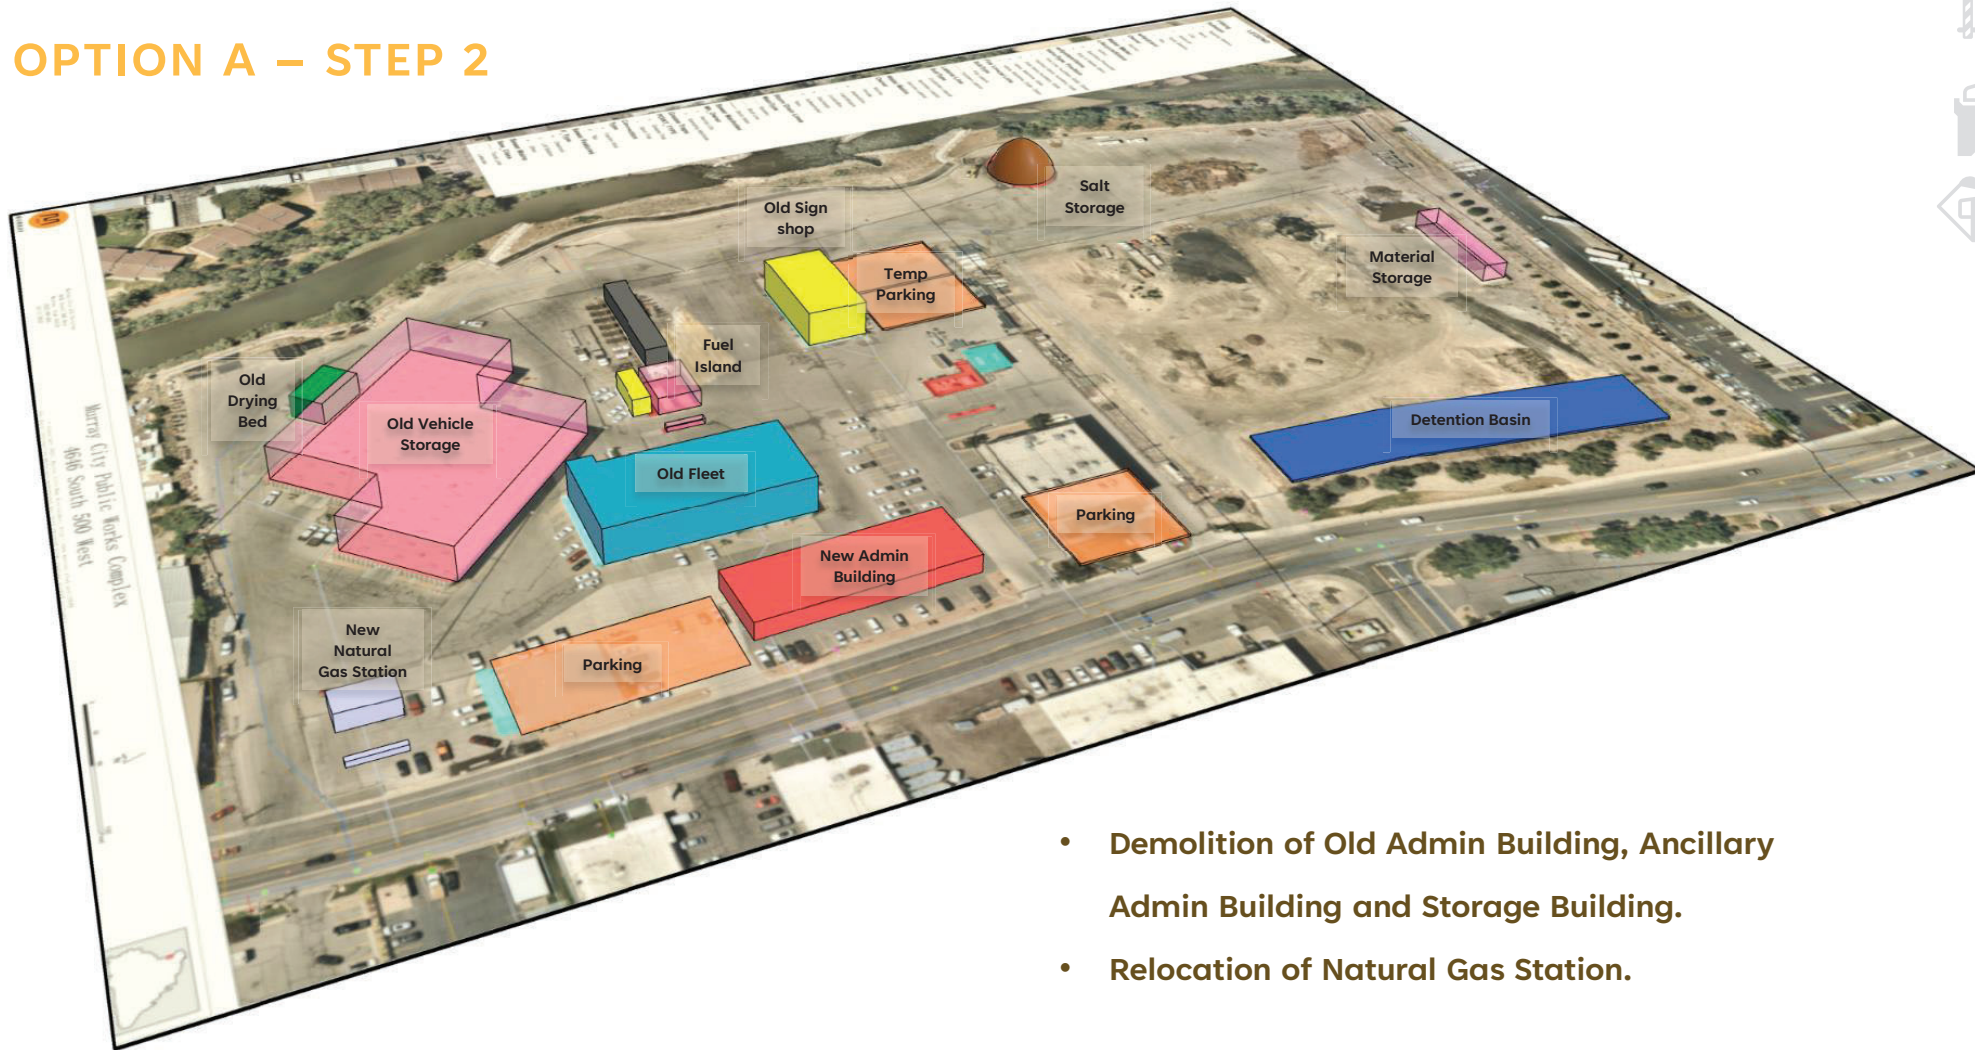 OPTION A – STEP 2
Salt
Storage
Old Sign
shop
Temp
Parking
Material
Storage
Fuel
Island
Old
Drying
Bed
Old Vehicle
Storage
Old Fleet
Detention Basin
Parking
New Admin
Building
New
Natural
Gas Station
Parking
Murray City Public Works Complex
4646 South 500 West
• Demolition of Old Admin Building, Ancillary
Admin Building and Storage Building.
• Relocation of Natural Gas Station.